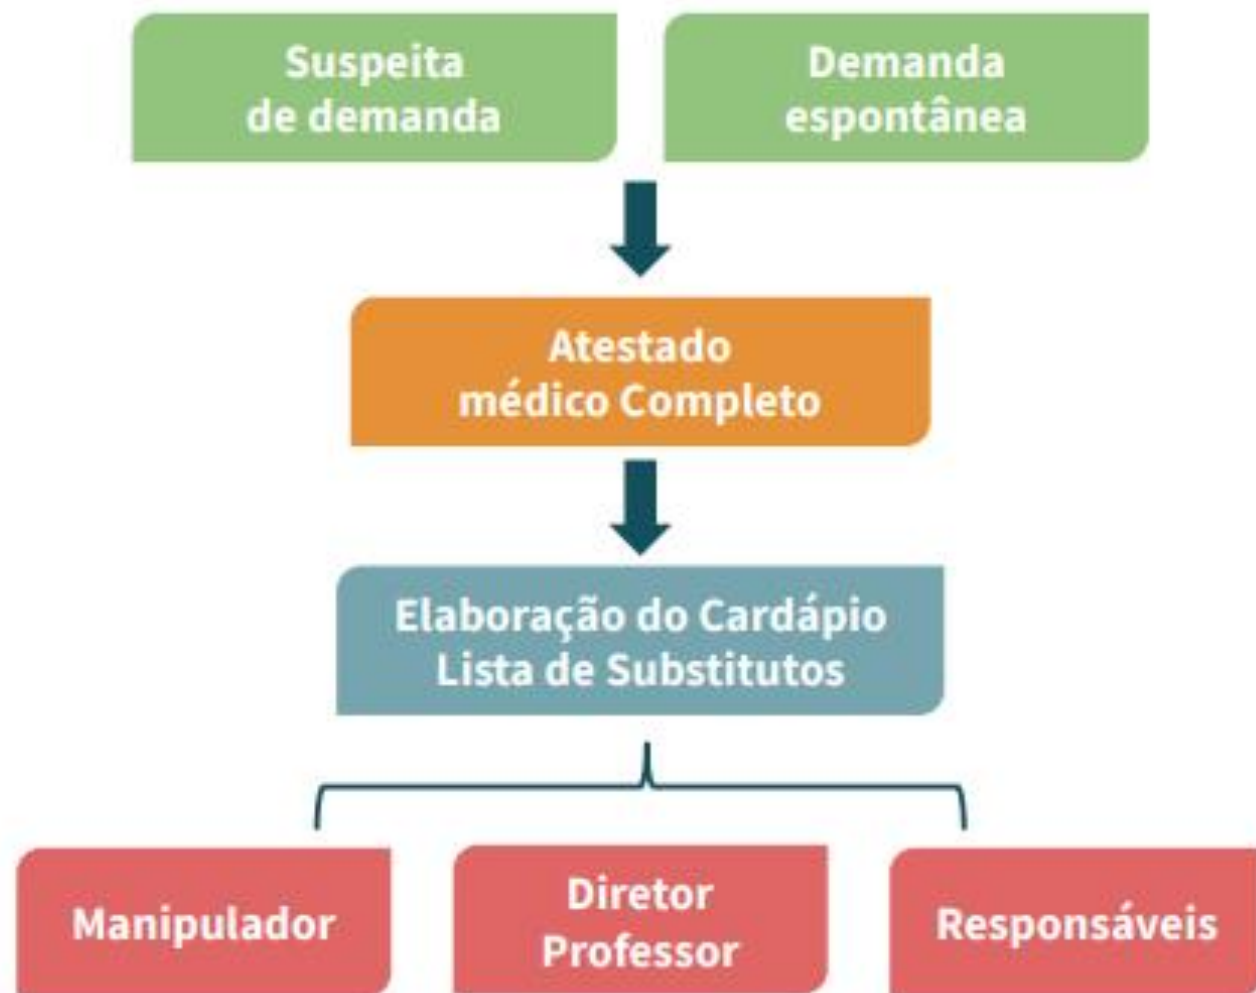 Suspeita
de demanda
Demanda
espontânea
Atestado
médico Completo
Elaboração do Cardápio
Lista de Substitutos
Manipulador
Diretor
Professor
Responsáveis